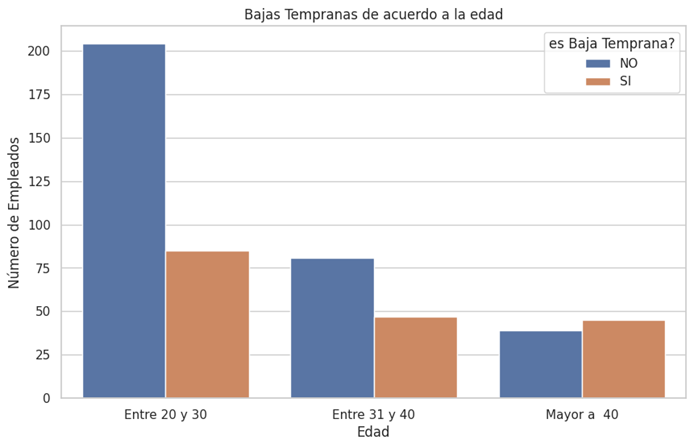 Bajas Tempranas de acuerdo a la edad
es Baja Temprana?
NO
SI
Número de Empleados
200
175
150
125
100
75
50
25
0
Entre 20 y 30
Entre 31 y 40
Mayor a  40
Edad